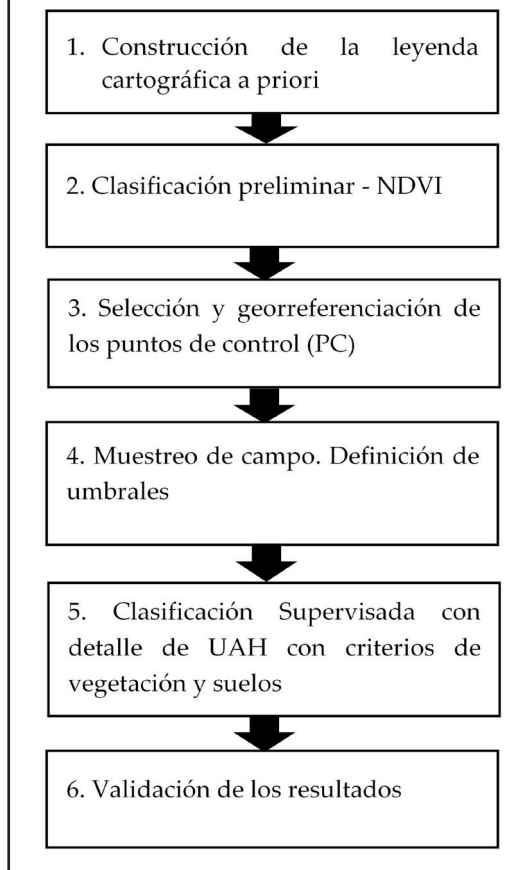 1. Construcción de la leyenda
cartográfica a priori
2. Clasificación preliminar - NDVI
3. Selección y georreferenciación de
los puntos de control (PC)
4. Muestreo de campo. Definición de
umbrales
5. Clasificación Supervisada con
detalle de UAH con criterios de
vegetación y suelos
6. Validación de los resultados